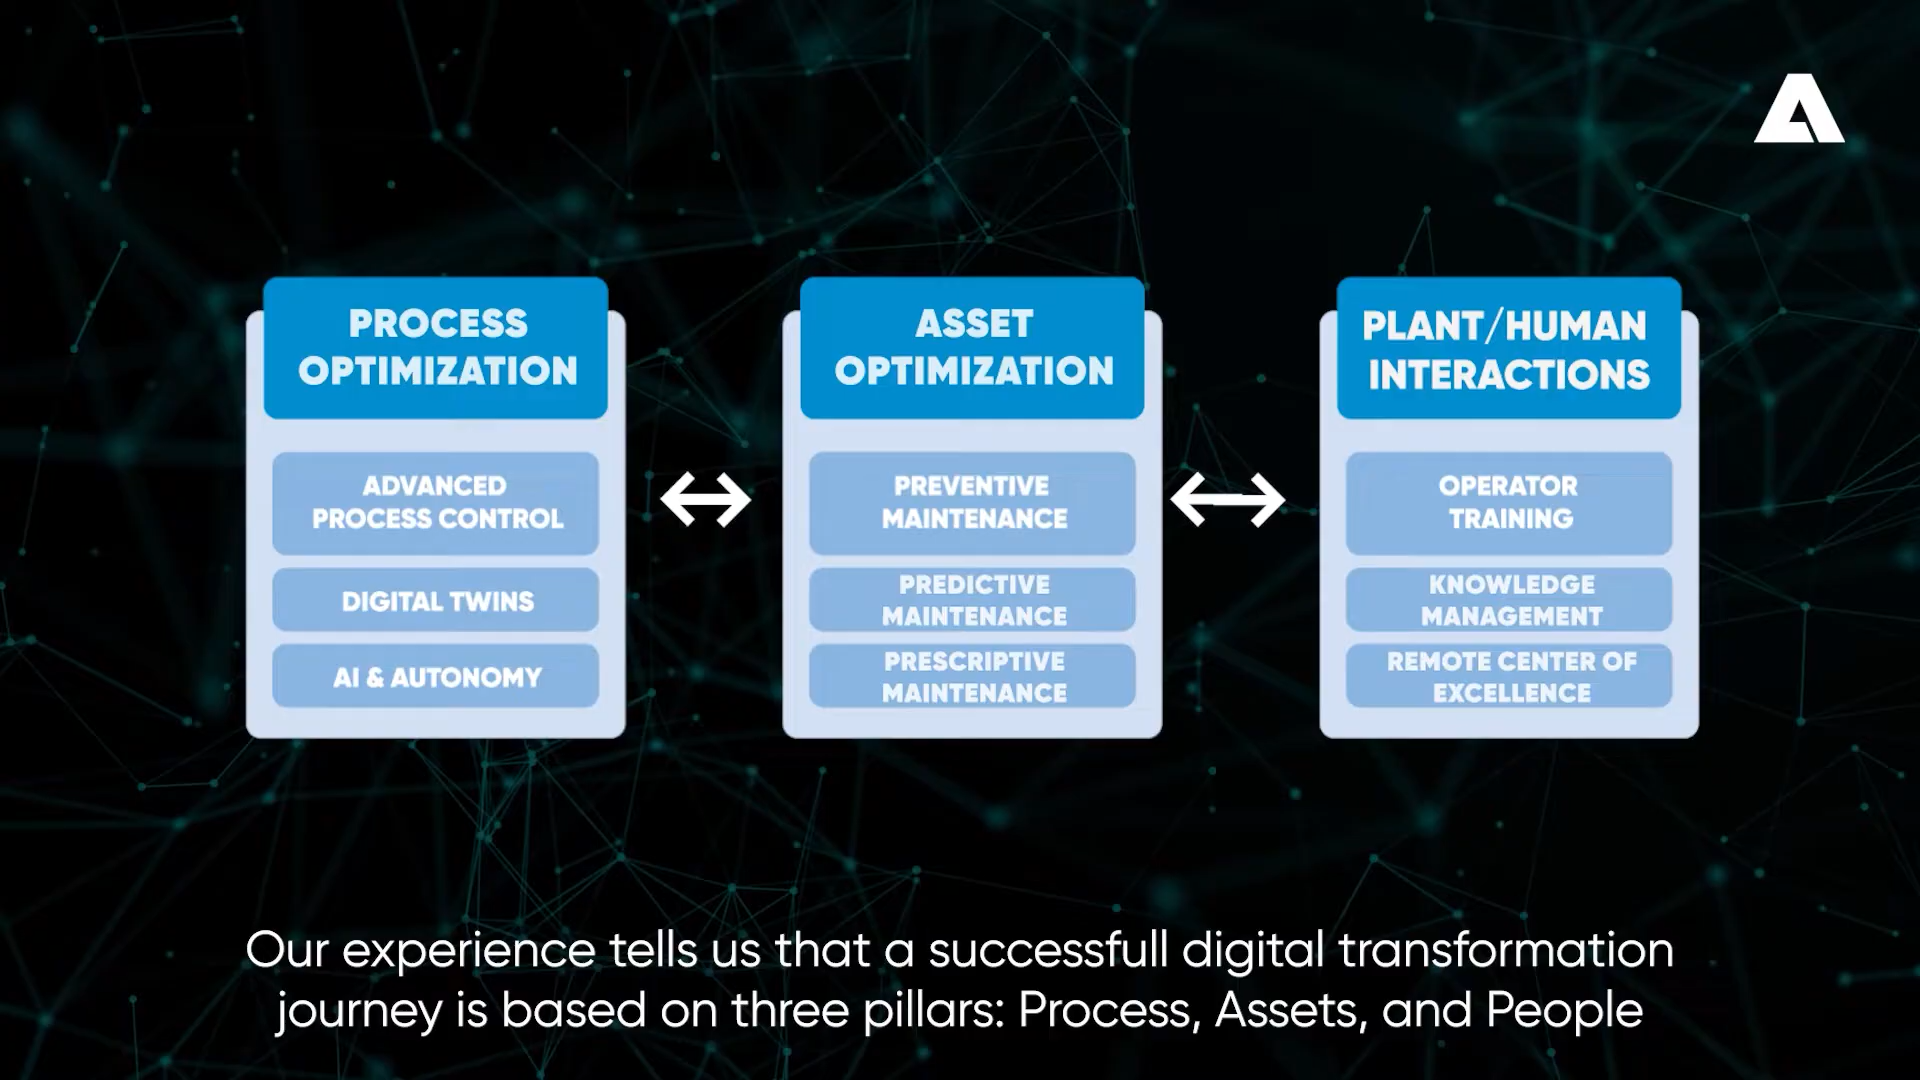 PROCESS
OPTIMIZATION
ADVANCED
PROCESS CONTROL
DIGITAL TWINS
AI & AUTONOMY
ASSET
OPTIMIZATION
PREVENTIVE
MAINTENANCE
PREDICTIVE
MAINTENANCE
PRESCRIPTIVE
MAINTENANCE
PLANT/HUMAN
INTERACTIONS
OPERATOR
TRAINING
KNOWLEDGE
MANAGEMENT
REMOTE CENTER OF
EXCELLENCE
Our experience tells us that a successfull digital transformation
journey is based on three pillars: Process, Assets, and People